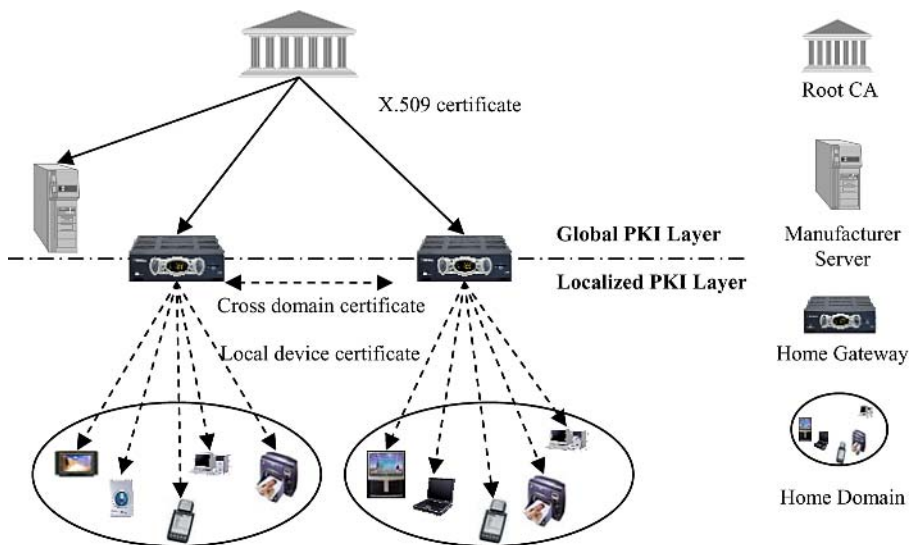 X.509 certificate
Root CA
Global PKI Layer
Manufacturer
Server
Localized PKI Layer
Cross domain certificate
Local device certificate
Home Gateway
Home Domain